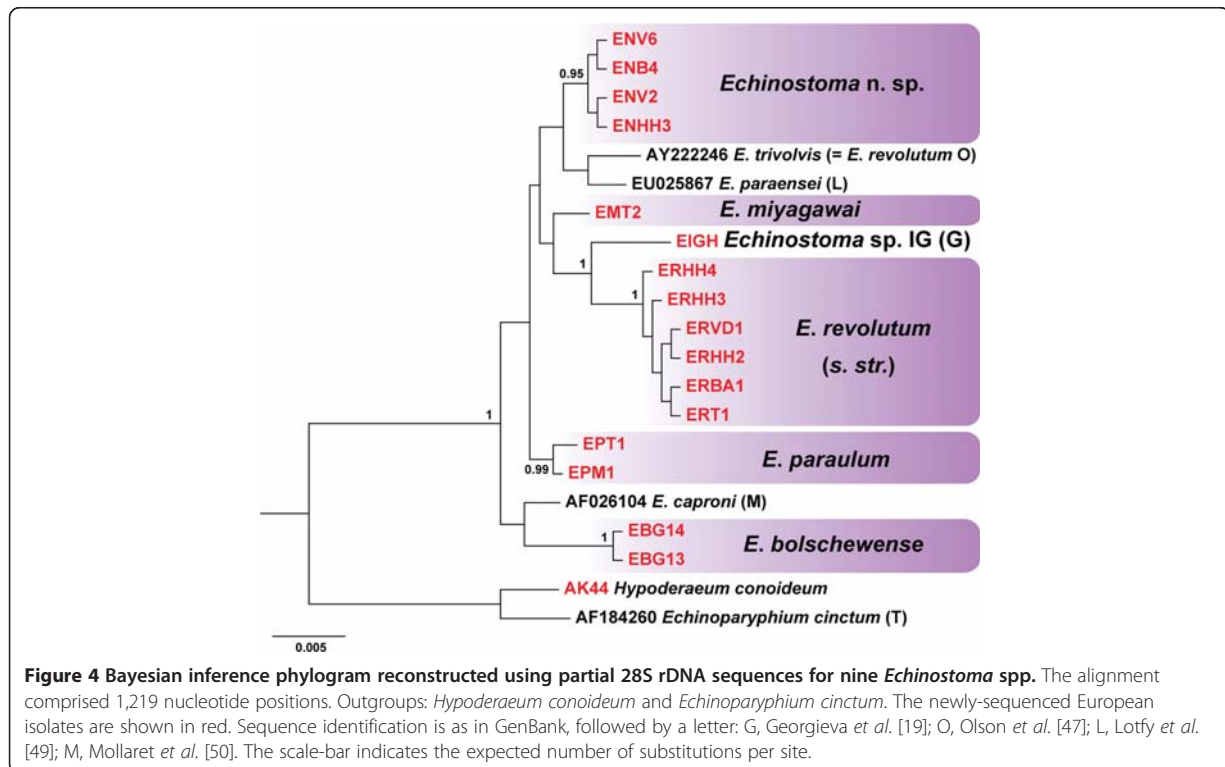 ENV6
0.95
ENB4
Echinostoma n. sp.
ENV2
ENHH3
AY222246 E. trivolvis (= E. revolutum O)
EU025867 E. paraensei (L)
EMT2 E. miyagawai
EIGH Echinostoma sp. IG (G)
1
ERHH4
1
ERHH3
ERVD1 E. revolutum
ERHH2 (s. str.)
ERBA1
ERT1
1
EPT1
E. paraulum
0.99 EPM1
AF026104 E. caproni (M)
EBG14
1
E. bolschewense
EBG13
AK44 Hypoderaeum conoideum
AF184260 Echinoparyphium cinctum (T)
0.005
Figure 4 Bayesian inference phylogram reconstructed using partial 28S rDNA sequences for nine Echinostoma spp. The alignment
comprised 1,219 nucleotide positions. Outgroups: Hypoderaeum conoideum and Echinoparyphium cinctum. The newly-sequenced European
isolates are shown in red. Sequence identification is as in GenBank, followed by a letter: G, Georgieva et al. [19]; O, Olson et al. [47]; L, Lotfy et al.
[49]; M, Mollaret et al. [50]. The scale-bar indicates the expected number of substitutions per site.